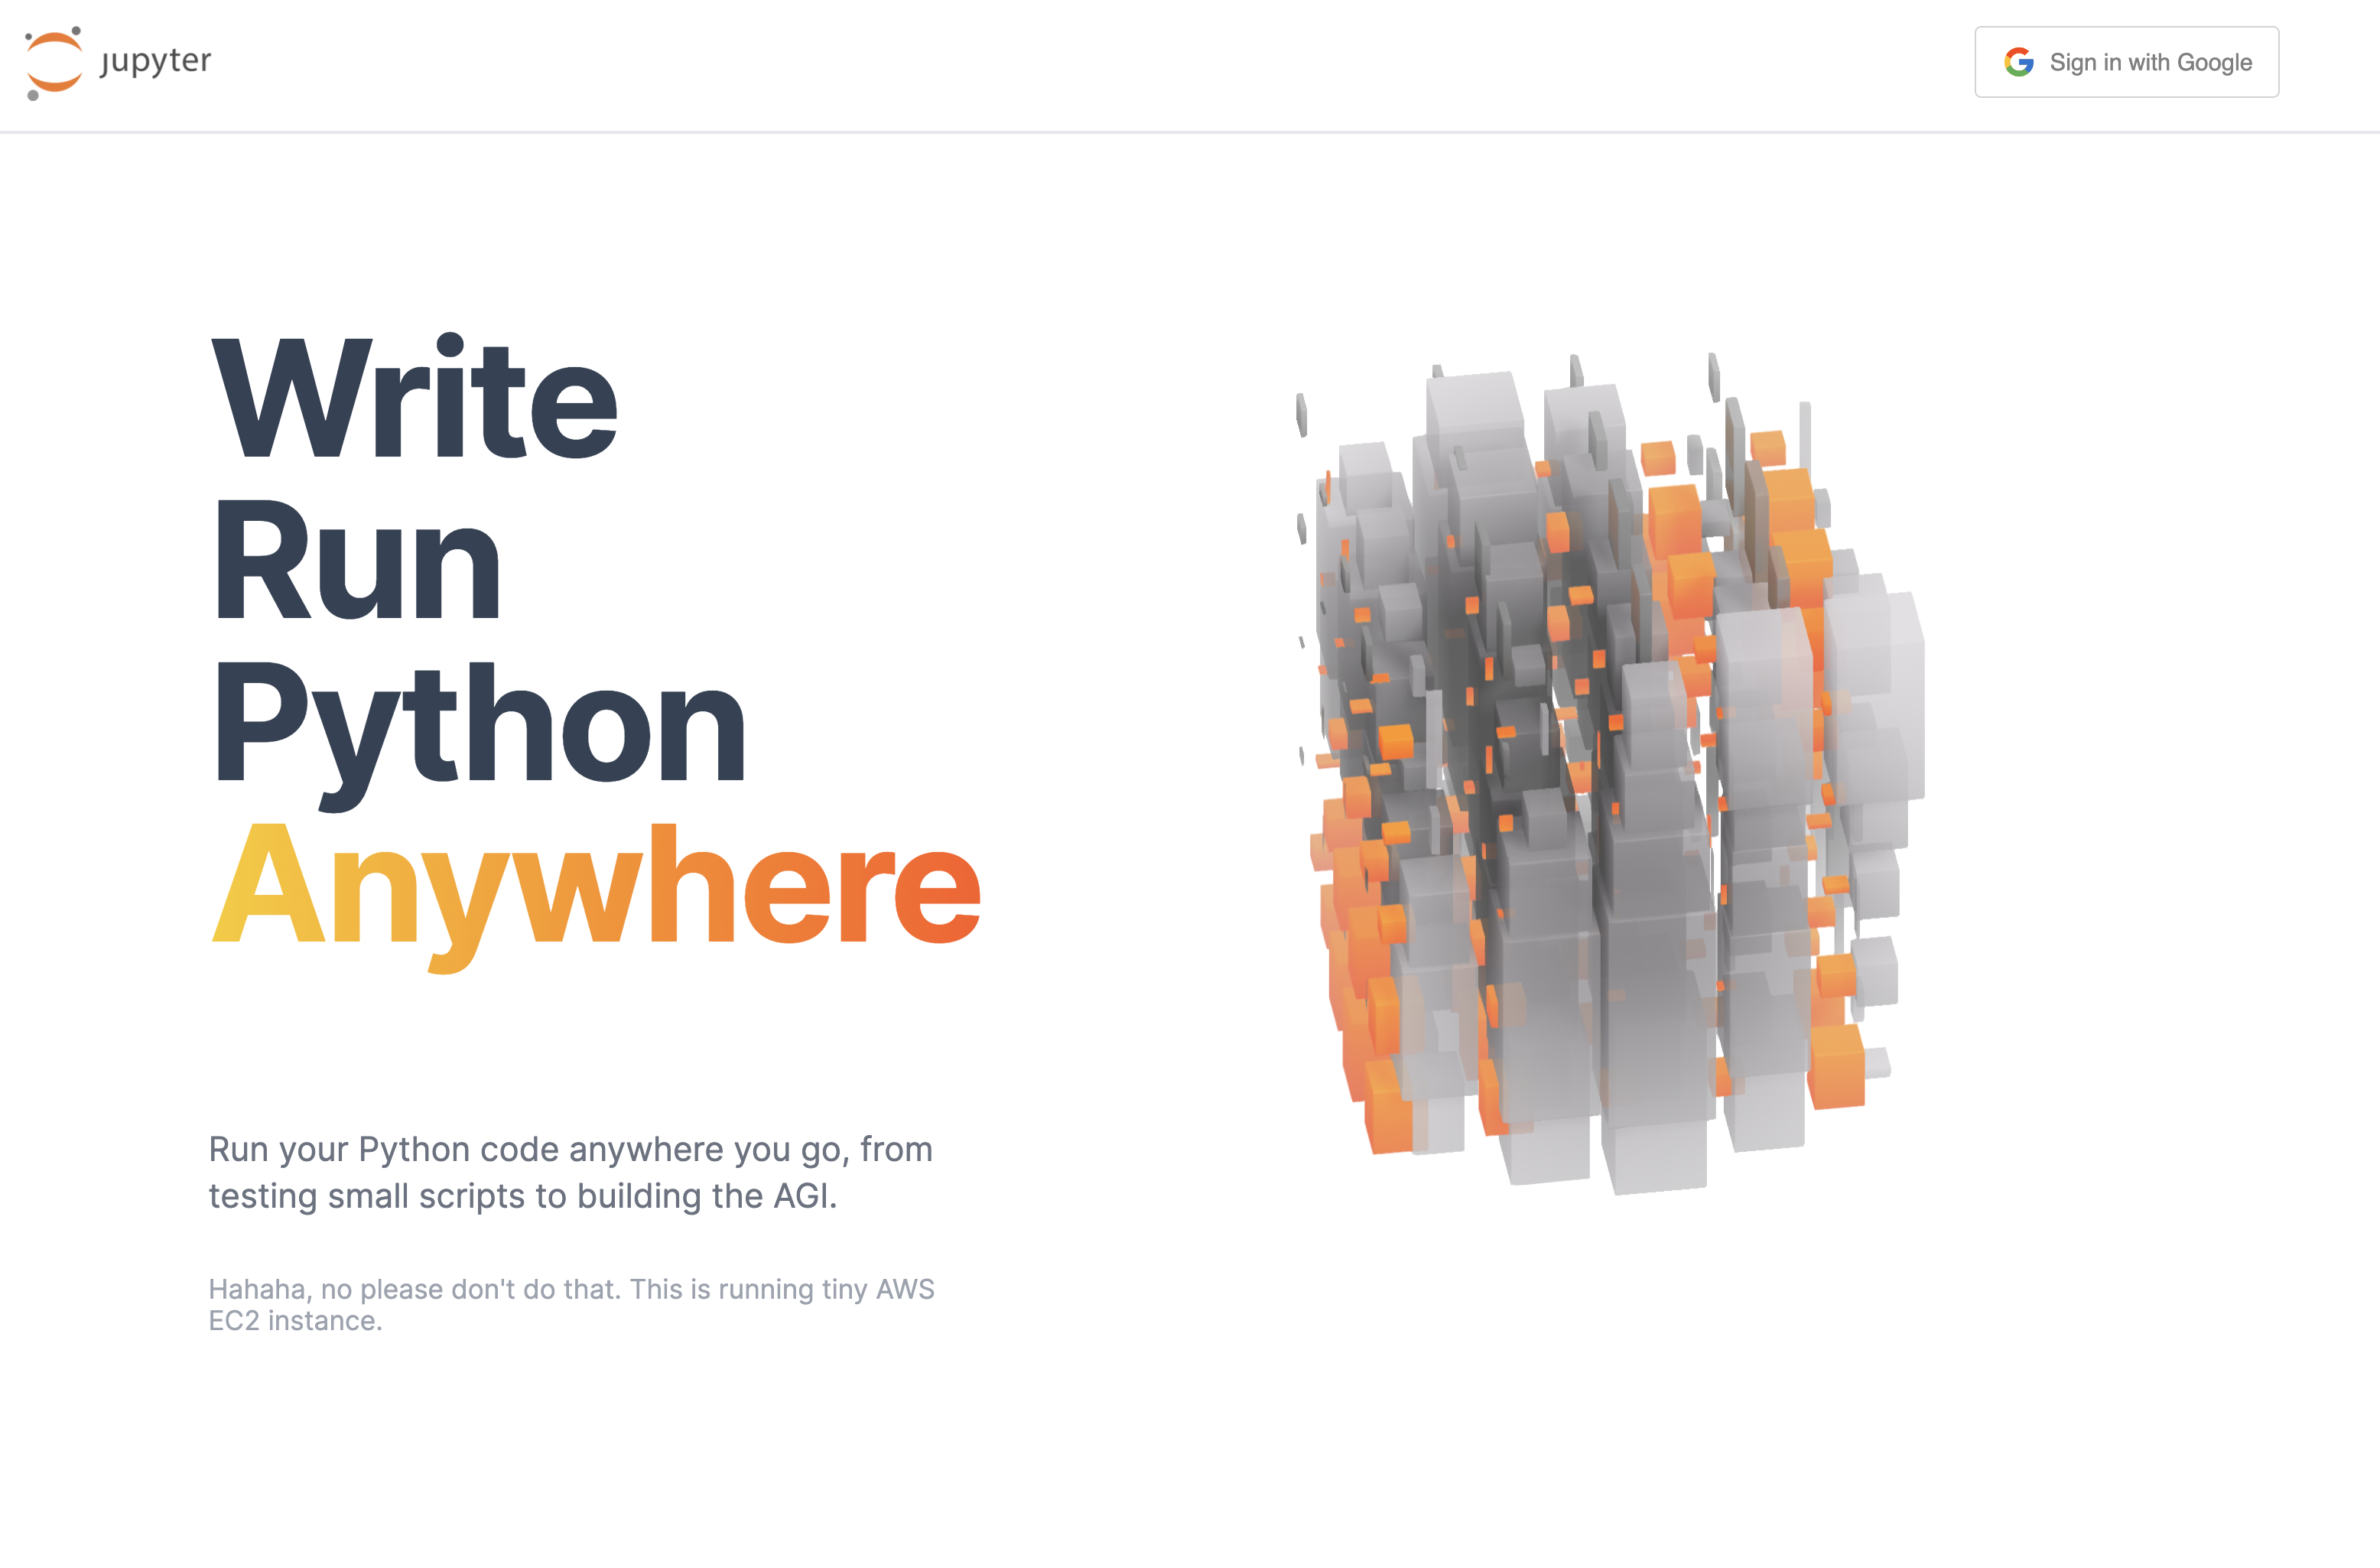 jupyter
Sign in with Google
Write
Run
Python
Anywhere
Run your Python code anywhere you go, from
testing small scripts to building the AGI.
Hahaha, no please don't do that. This is running tiny AWS
EC2 instance.